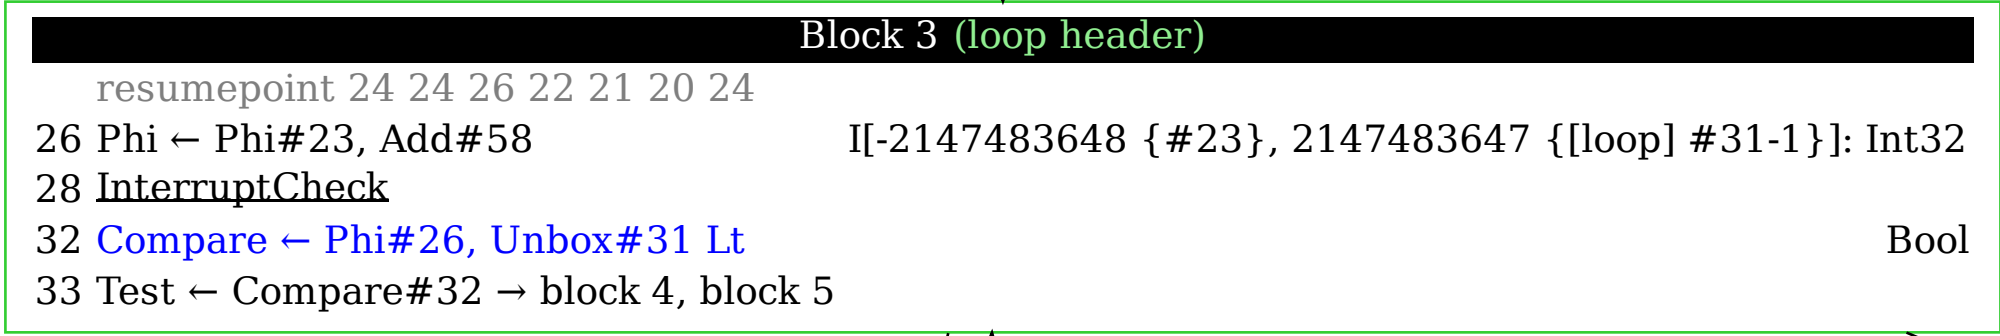 Block 3 (loop header)
resumepoint 24 24 26 22 21 20 24
26 Phi ← Phi#23, Add#58 I[-2147483648 {#23}, 2147483647 {[loop] #31-1}]: Int32
28 InterruptCheck
32 Compare ← Phi#26, Unbox#31 Lt Bool
33 Test ← Compare#32 → block 4, block 5